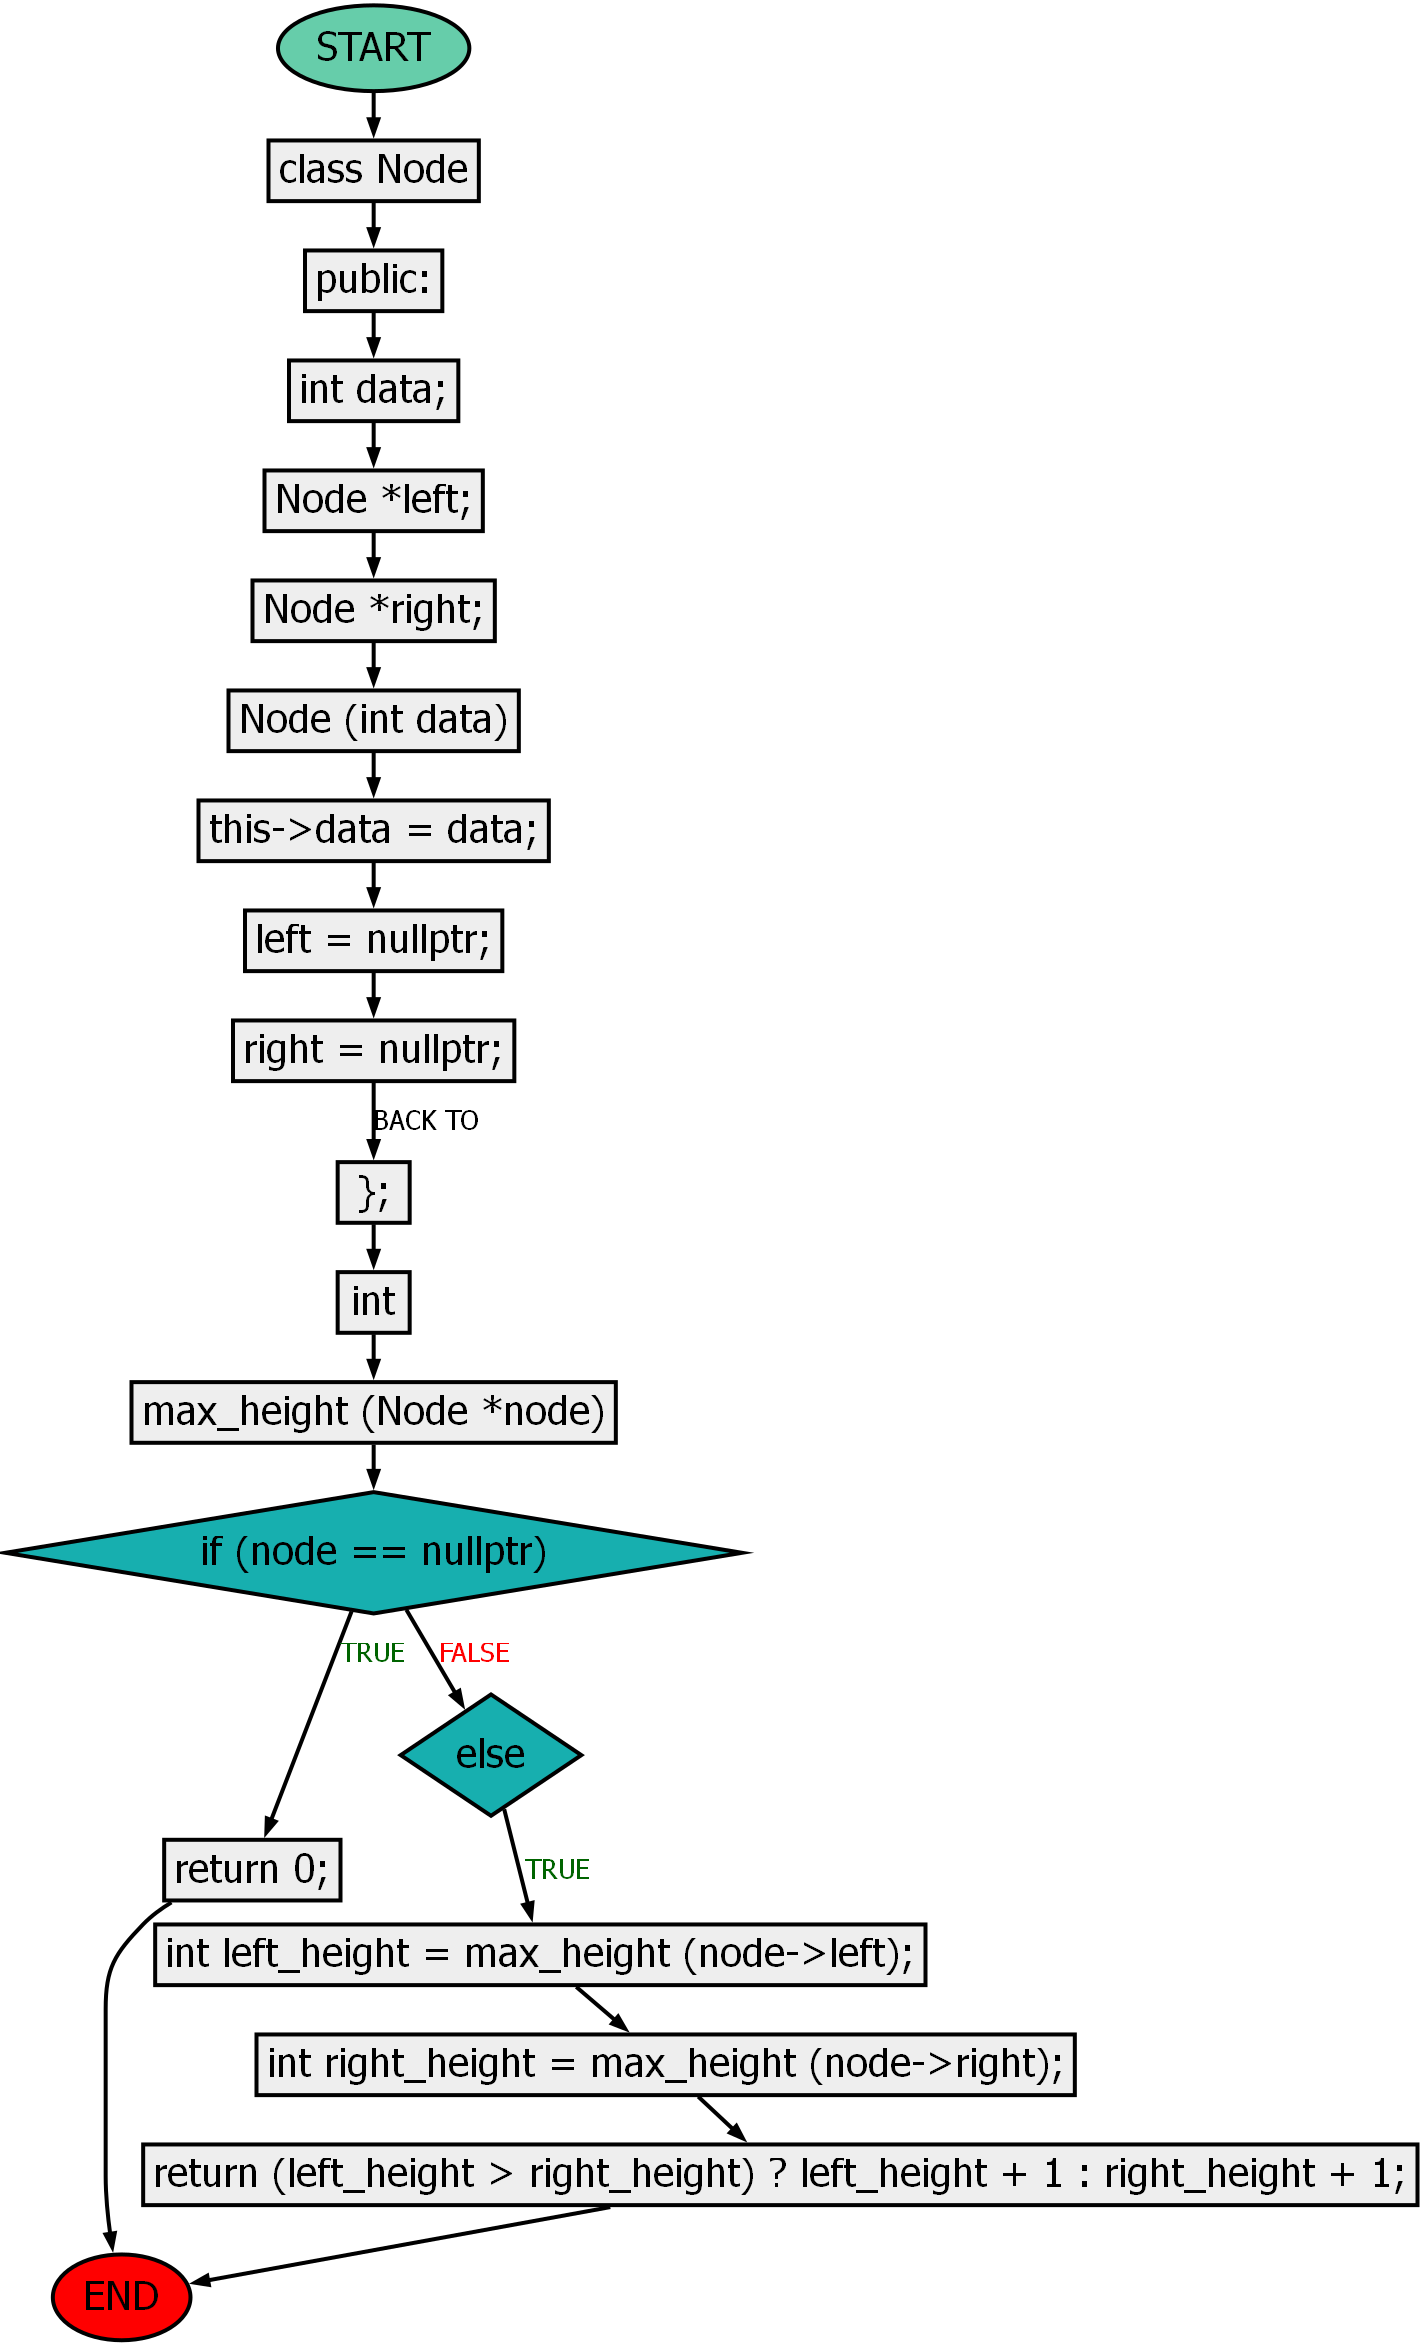 START
class Node
public:
int data;
Node *left;
Node *right;
Node (int data)
this->data = data;
left = nullptr;
right = nullptr;
BACK TO
};
int
max_height (Node *node)
if (node == nullptr)
TRUE
FALSE
else
return 0;
TRUE
int left_height = max_height (node->left);
int right_height = max_height (node->right);
return (left_height > right_height) ? left_height + 1 : right_height + 1;
END